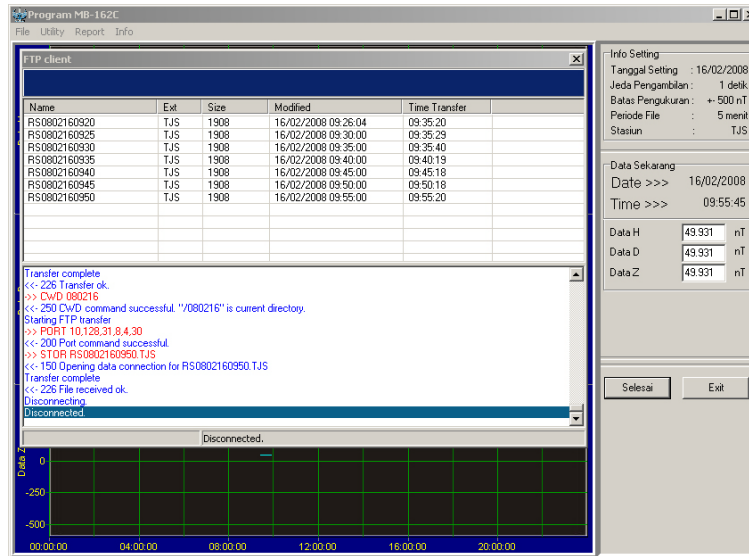 Program MB-162C
File Utility Report Info
FTP client
Name Ext Size Modified Time Transfer
RS0802160920 TJS 1908 16/02/2008 09:26:04 09:35:20
RS0802160925 TJS 1908 16/02/2008 09:30:00 09:35:29
RS0802160930 TJS 1908 16/02/2008 09:35:00 09:35:40
RS0802160935 TJS 1908 16/02/2008 09:40:00 09:40:19
RS0802160940 TJS 1908 16/02/2008 09:45:00 09:45:18
RS0802160945 TJS 1908 16/02/2008 09:50:00 09:50:18
RS0802160950 TJS 1908 16/02/2008 09:55:00 09:55:20
Transfer complete
<<- 226 Transfer ok.
->> CWD 080216
<<- 250 CWD command successful. "/080216" is current directory.
Starting FTP transfer
->> PORT 10,128,31,8,4,30
<<- 200 Port command successful.
->> STOR RS0802160950.TJS
<<- 150 Opening data connection for RS0802160950.TJS
Transfer complete
<<- 226 File received ok.
Disconnecting.
Disconnected.
Disconnected.
Data Z
0
-250
-500
00:00:00 04:00:00 08:00:00 12:00:00 16:00:00 20:00:00
Info Setting
Tanggal Setting : 16/02/2008
Jeda Pengambilan : 1 detik
Batas Pengukuran : +- 500 nT
Periode File : 5 menit
Stasiun : TJS
Data Sekarang
Date >>> 16/02/2008
Time >>> 09:55:45
Data H 49.931 nT
Data D 49.931 nT
Data Z 49.931 nT
Selesai Exit